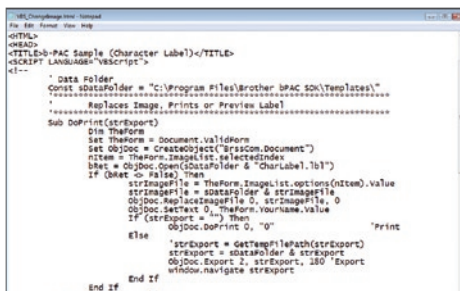 VBS_ChangeImage.html - Notepad
File Edit Format View Help
<HTML>
<HEAD>
<TITLE>b-PAC Sample (Character Label)</TITLE>
<SCRIPT LANGUAGE="VBScript">
<!--
' Data Folder
Const sDataFolder = "C:\Program Files\Brother bPAC SDK\Templates\"
'*******************************************************
' Replaces Image, Prints or Preview Label
'*******************************************************
Sub DoPrint(strExport)
Dim TheForm
Set TheForm = Document.ValidForm
Set ObjDoc = CreateObject("BrssCom.Document")
nItem = TheForm.ImageList.selectedIndex
bRet = ObjDoc.Open(sDataFolder & "CharLabel.lbl")
If (bRet <> False) Then
strImageFile = TheForm.ImageList.options(nItem).Value
strImageFile = sDataFolder & strImageFile
ObjDoc.ReplaceImageFile 0, strImageFile, 0
ObjDoc.SetText 0, TheForm.YourName.Value
If (strExport = "") Then
ObjDoc.DoPrint 0, "0" 'Print
Else
'strExport = GetTempFilePath(strExport)
strExport = sDataFolder & strExport
ObjDoc.Export 2, strExport, 180 'Export
window.navigate strExport
End If
End If